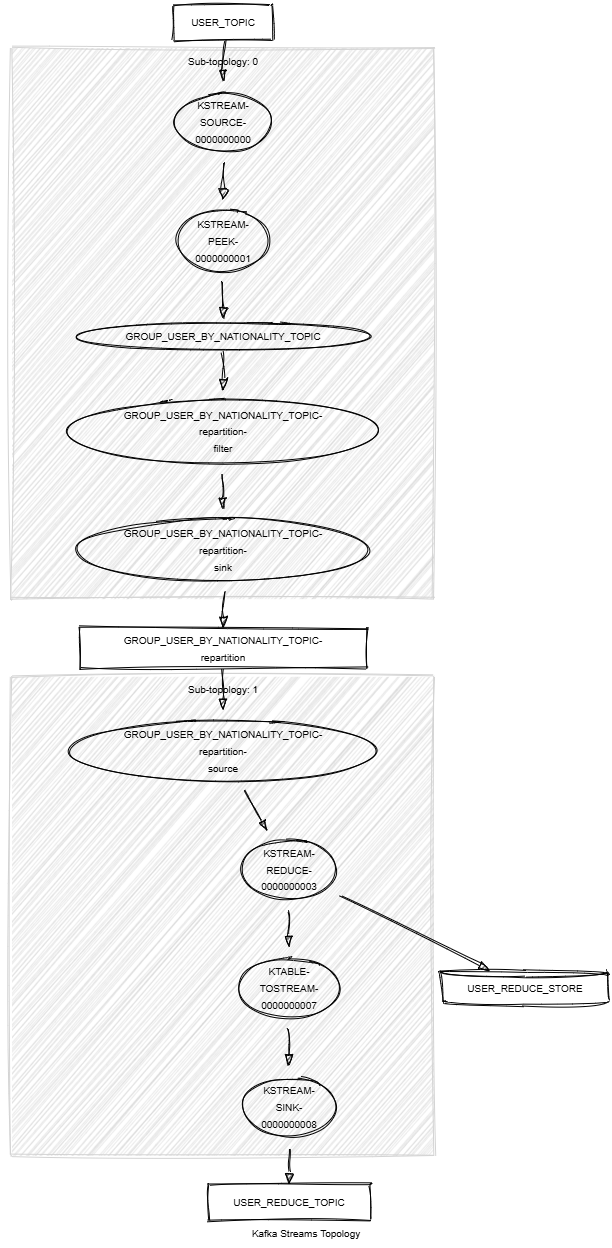 USER_TOPIC
Sub-topology: 0
KSTREAM-
SOURCE-
0000000000
KSTREAM-
PEEK-
0000000001
GROUP_USER_BY_NATIONALITY_TOPIC
GROUP_USER_BY_NATIONALITY_TOPIC-
repartition-
filter
GROUP_USER_BY_NATIONALITY_TOPIC-
repartition-
sink
GROUP_USER_BY_NATIONALITY_TOPIC-
repartition
Sub-topology: 1
GROUP_USER_BY_NATIONALITY_TOPIC-
repartition-
source
KSTREAM-
REDUCE-
0000000003
KTABLE-
TOSTREAM-
0000000007
USER_REDUCE_STORE
KSTREAM-
SINK-
0000000008
USER_REDUCE_TOPIC
Kafka Streams Topology